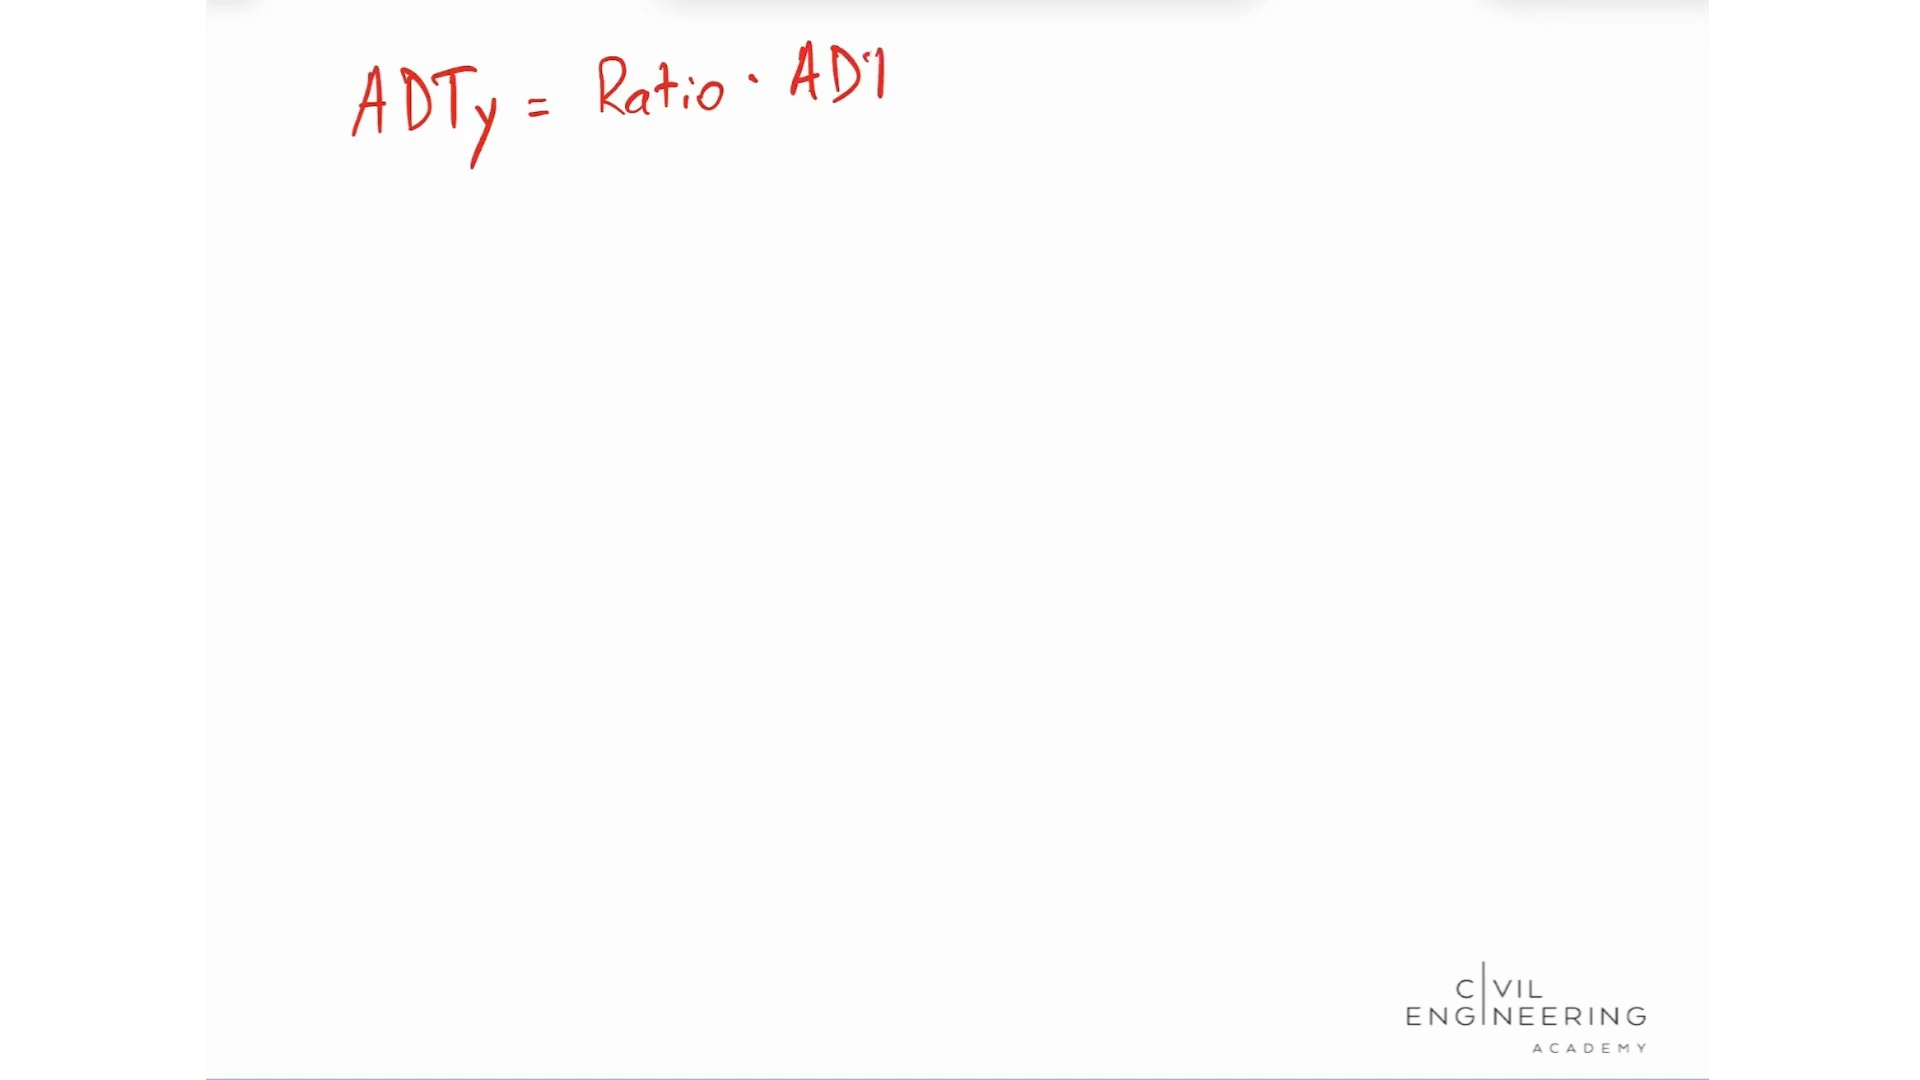 ADTy = Ratio · ADT
CIVIL
ENGINEERING
ACADEMY